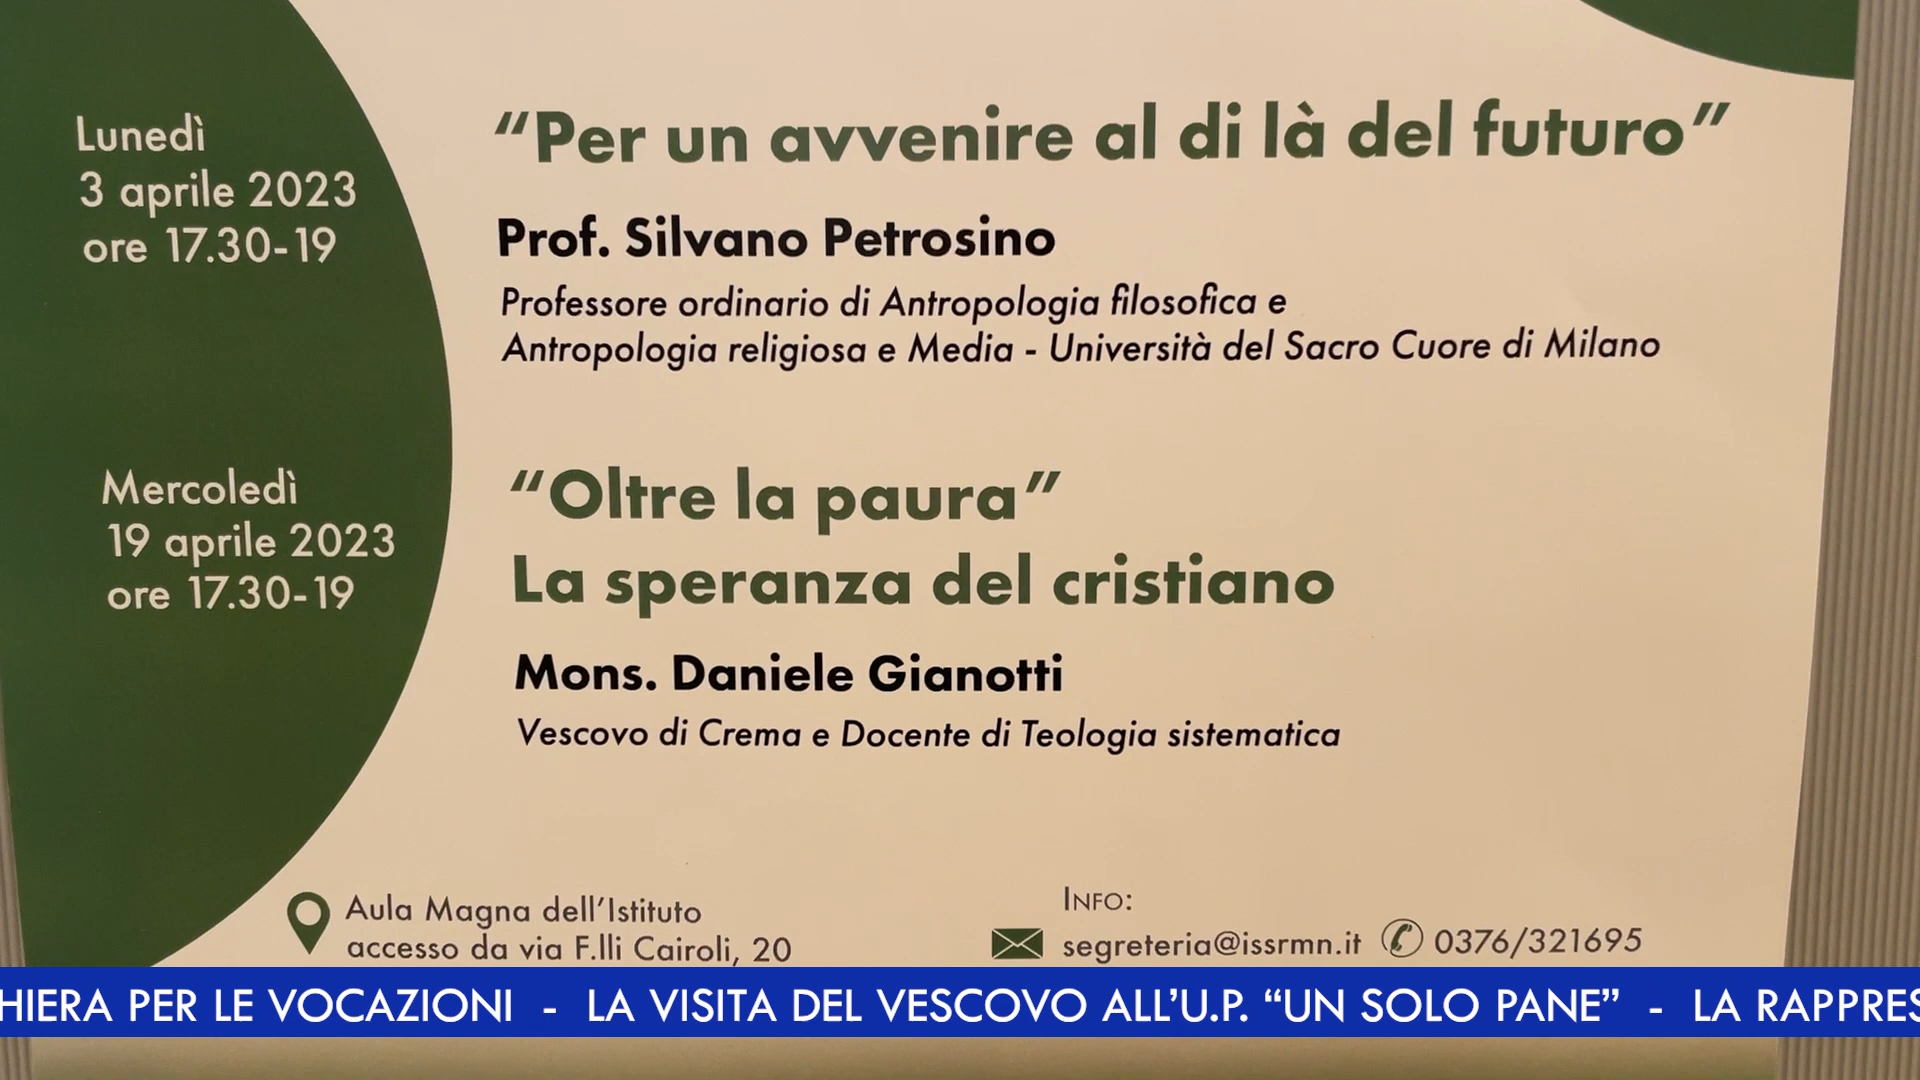 Lunedì
3 aprile 2023
ore 17.30-19
“Per un avvenire al di là del futuro”
Prof. Silvano Petrosino
Professore ordinario di Antropologia filosofica e
Antropologia religiosa e Media - Università del Sacro Cuore di Milano
Mercoledì
19 aprile 2023
ore 17.30-19
“Oltre la paura”
La speranza del cristiano
Mons. Daniele Gianotti
Vescovo di Crema e Docente di Teologia sistematica
Aula Magna dell’Istituto
accesso da via F.lli Cairoli, 20
INFO:
segreteria@issrmn.it 0376/321695
HIERA PER LE VOCAZIONI - LA VISITA DEL VESCOVO ALL’U.P. “UN SOLO PANE” - LA RAPPRES